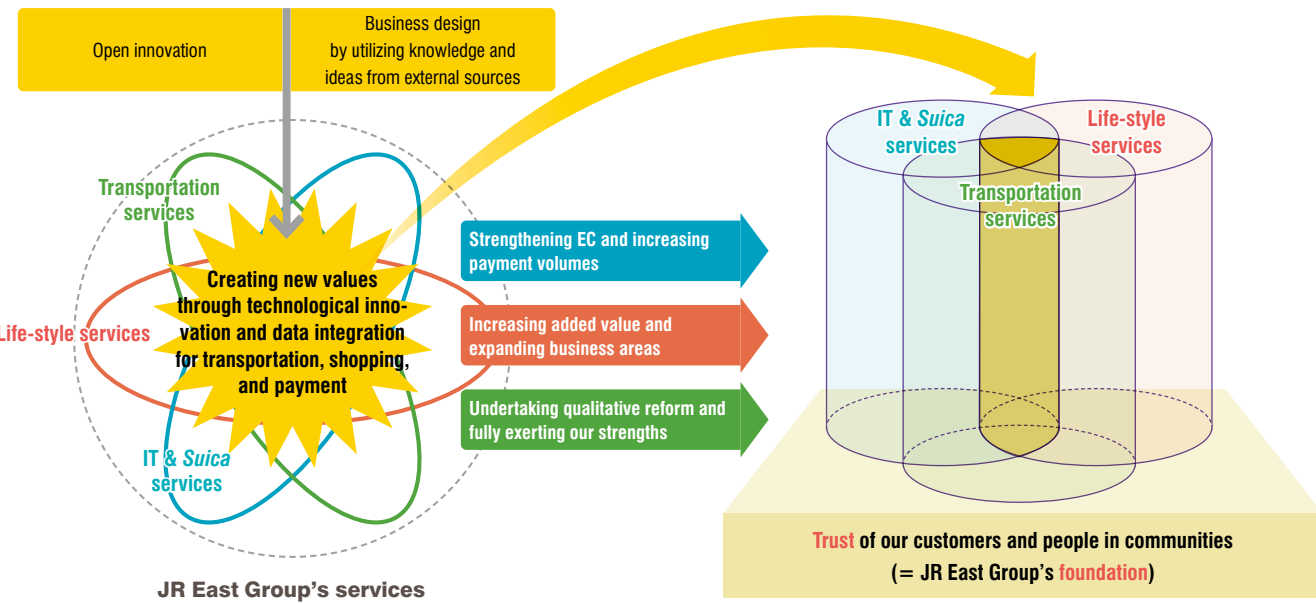 Open innovation
Business design
by utilizing knowledge and
ideas from external sources
Transportation
services
Life-style services
IT & Suica
services
Creating new values
through technological inno-
vation and data integration
for transportation, shopping,
and payment
JR East Group's services
Strengthening EC and increasing
payment volumes
Increasing added value and
expanding business areas
Undertaking qualitative reform and
fully exerting our strengths
IT & Suica
services
Life-style
services
Transportation
services
Trust of our customers and people in communities
(= JR East Group's foundation)